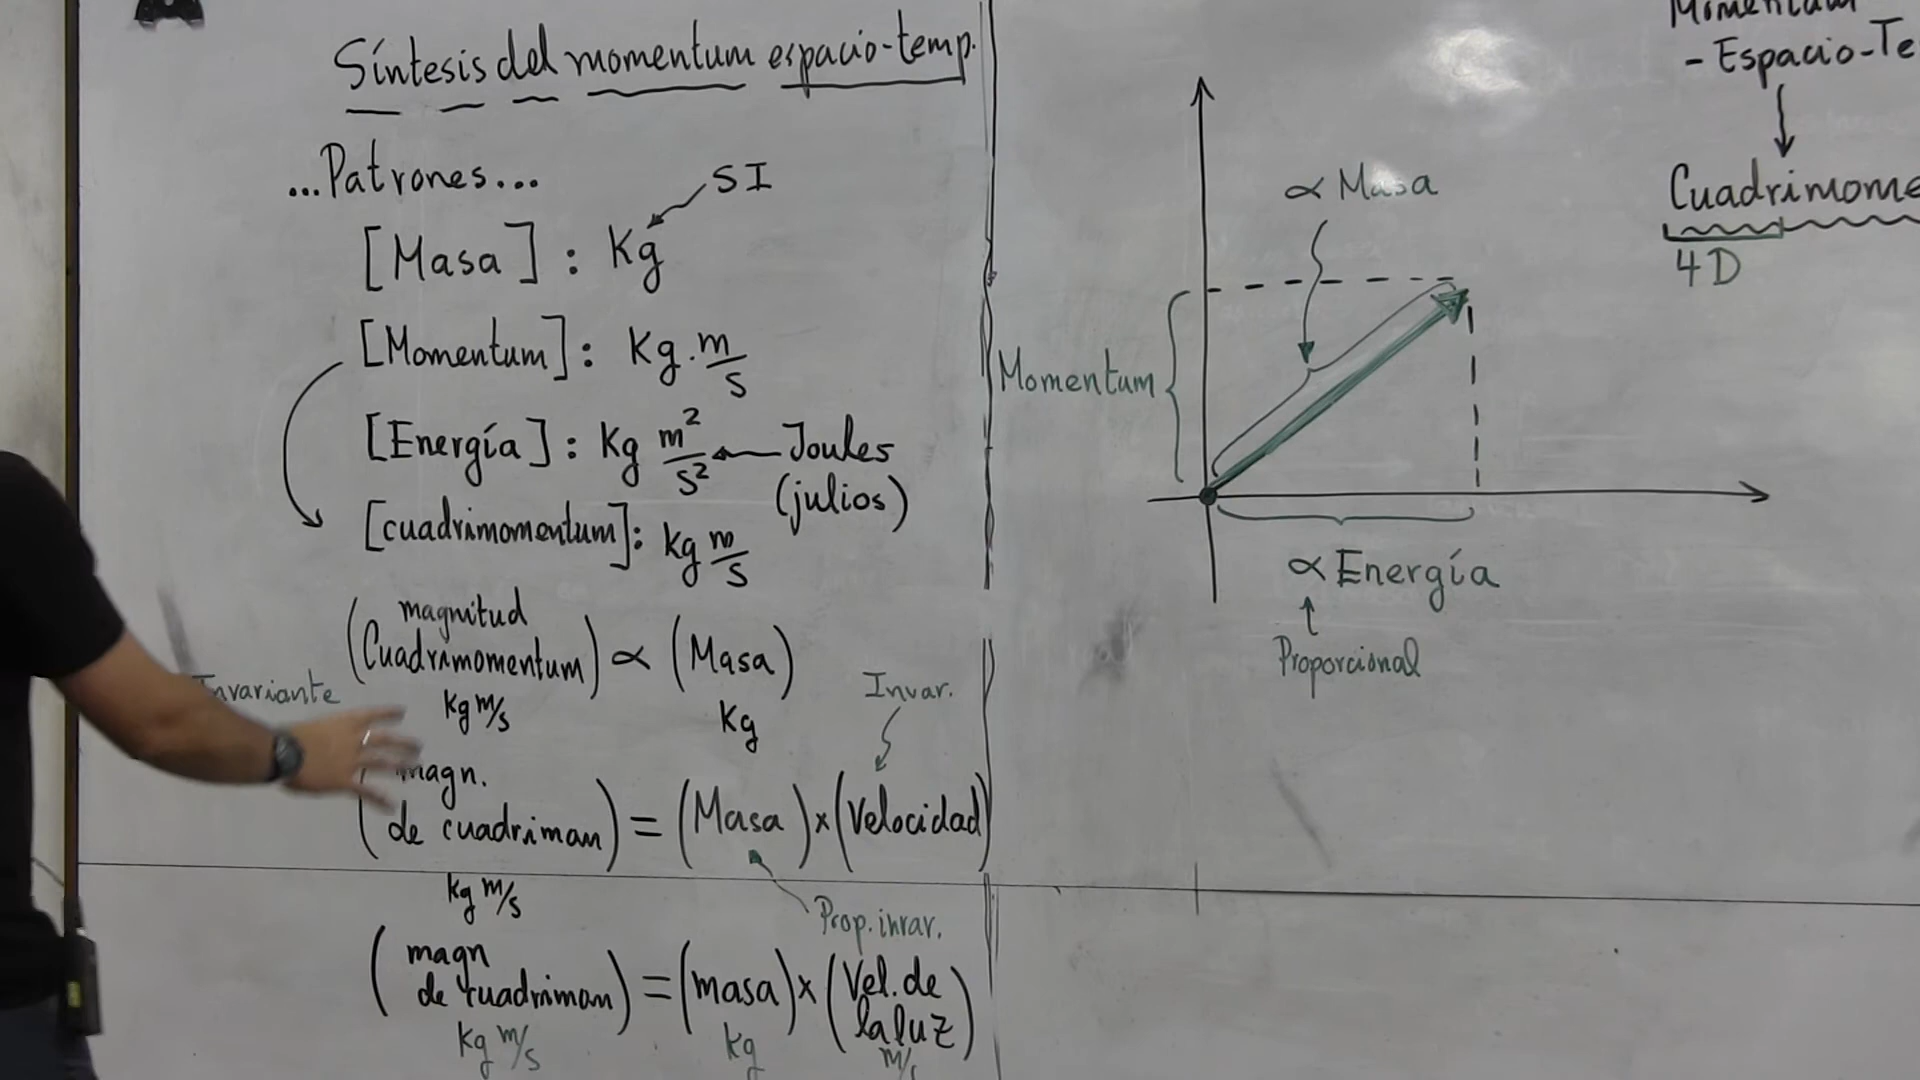 Síntesis del momentum espacio-temp.
...Patrones...
SI
[Masa] : Kg
[Momentum] : Kg . m/s
[Energía] : Kg m²/s² ← Joules
(julios)
[cuadrimomentum] : kg m/s
(magnitud
Cuadrimomentum) ∝ (Masa)
kg m/s Kg
Invariante
Invar.
(magn.
de cuadriman) = (Masa) × (Velocidad)
kg m/s
Prop. invar.
(magn
de cuadriman) = (masa) × (Vel. de
la luz)
kg m/s kg m/
∝ Masa
Momentum
∝ Energía
Proporcional
Momentum
- Espacio-Te
Cuadrimome
4D